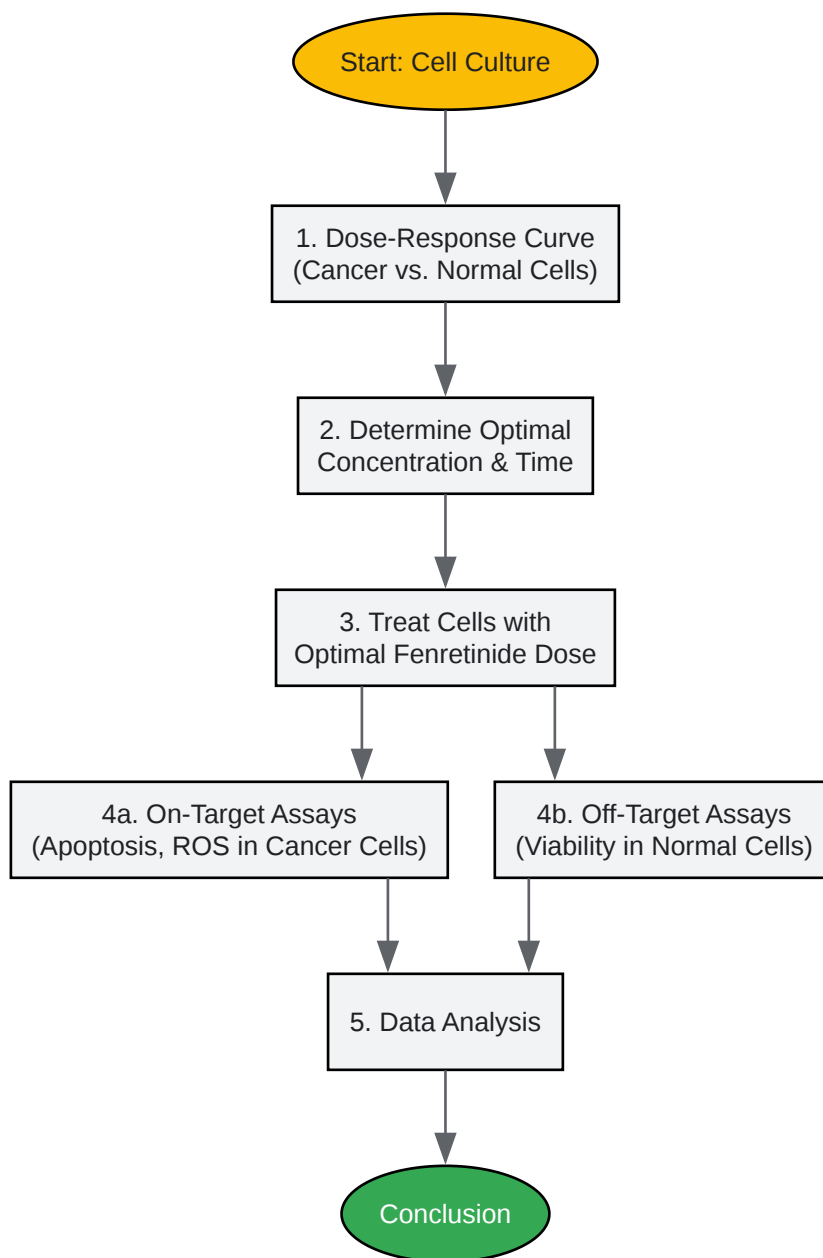 Start: Cell Culture
1. Dose-Response Curve
(Cancer vs. Normal Cells)
2. Determine Optimal
Concentration & Time
3. Treat Cells with
Optimal Fenretinide Dose
4a. On-Target Assays
(Apoptosis, ROS in Cancer Cells)
4b. Off-Target Assays
(Viability in Normal Cells)
5. Data Analysis
Conclusion